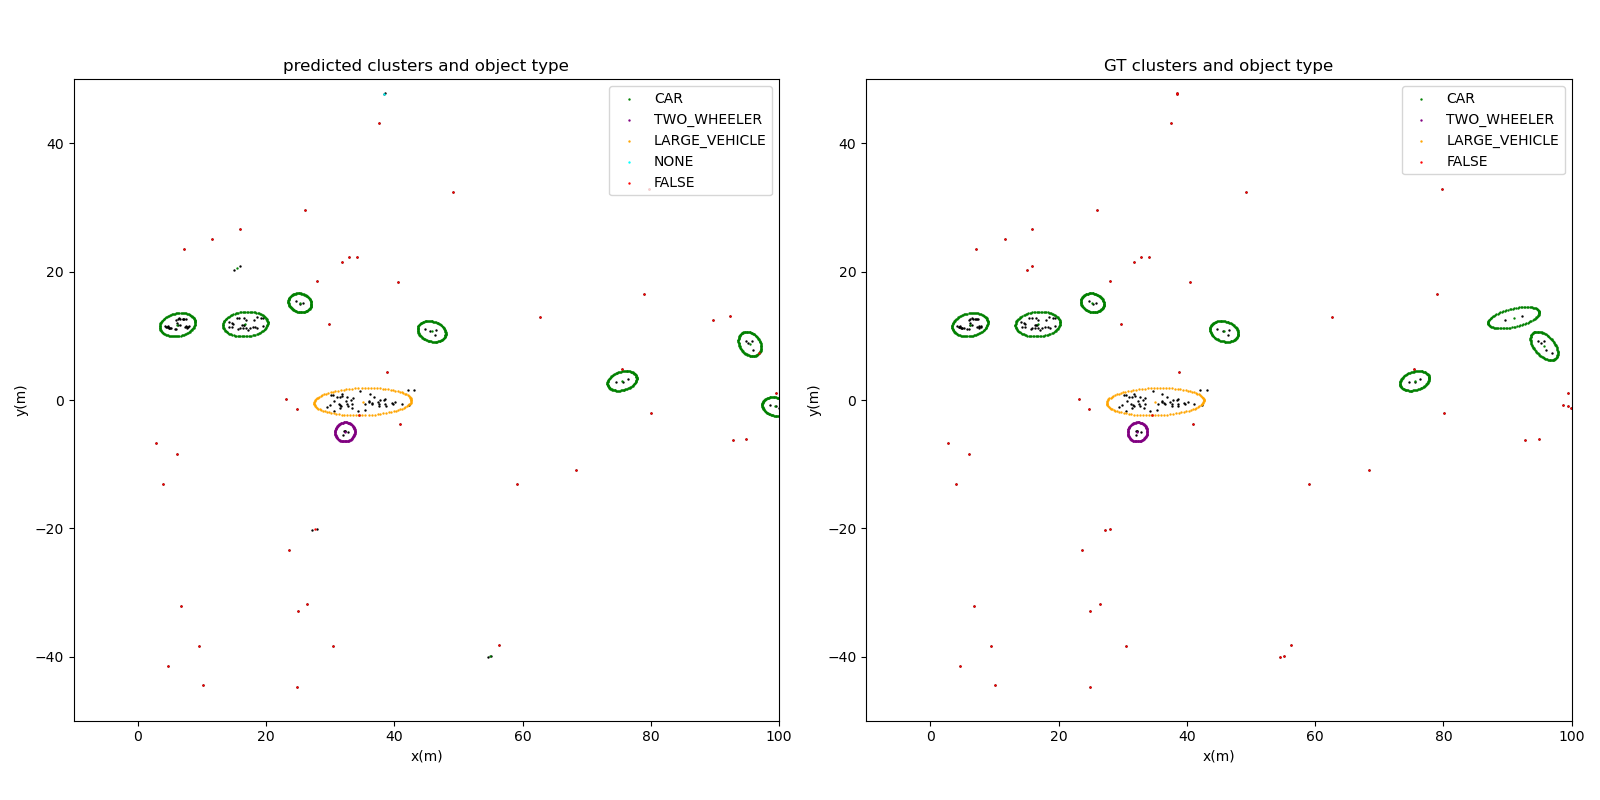 predicted clusters and object type
CAR
TWO_WHEELER
LARGE_VEHICLE
NONE
FALSE
40
20
0
−20
−40
y(m)
0
20
40
60
80
100
x(m)
GT clusters and object type
CAR
TWO_WHEELER
LARGE_VEHICLE
FALSE
40
20
0
−20
−40
y(m)
0
20
40
60
80
100
x(m)